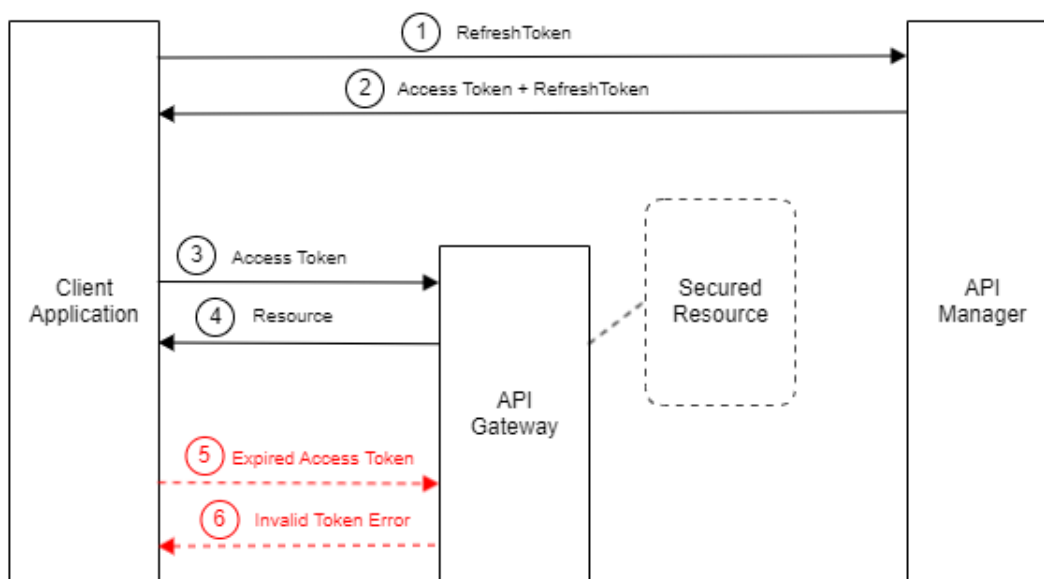 1 RefreshToken
2 Access Token + RefreshToken
3 Access Token
Client
Application
Secured
Resource
API
Manager
4 Resource
API
Gateway
5 Expired Access Token
6 Invalid Token Error